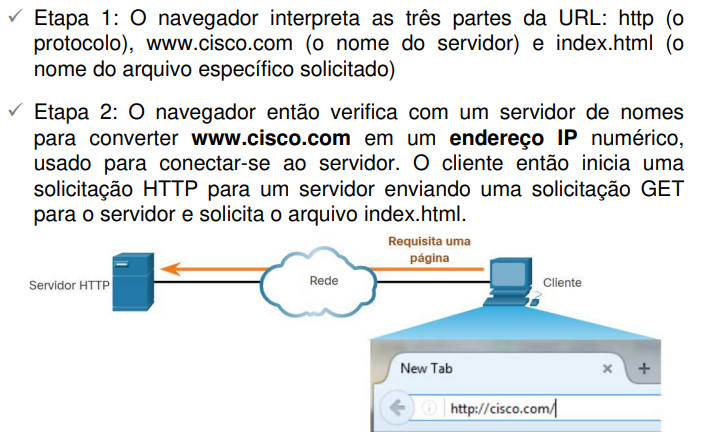 ✓ Etapa 1: O navegador interpreta as três partes da URL: http (o
protocolo), www.cisco.com (o nome do servidor) e index.html (o
nome do arquivo específico solicitado)
✓ Etapa 2: O navegador então verifica com um servidor de nomes
para converter www.cisco.com em um endereço IP numérico,
usado para conectar-se ao servidor. O cliente então inicia uma
solicitação HTTP para um servidor enviando uma solicitação GET
para o servidor e solicita o arquivo index.html.
Requisita uma
página
Servidor HTTP
Rede
Cliente
New Tab
http://cisco.com/